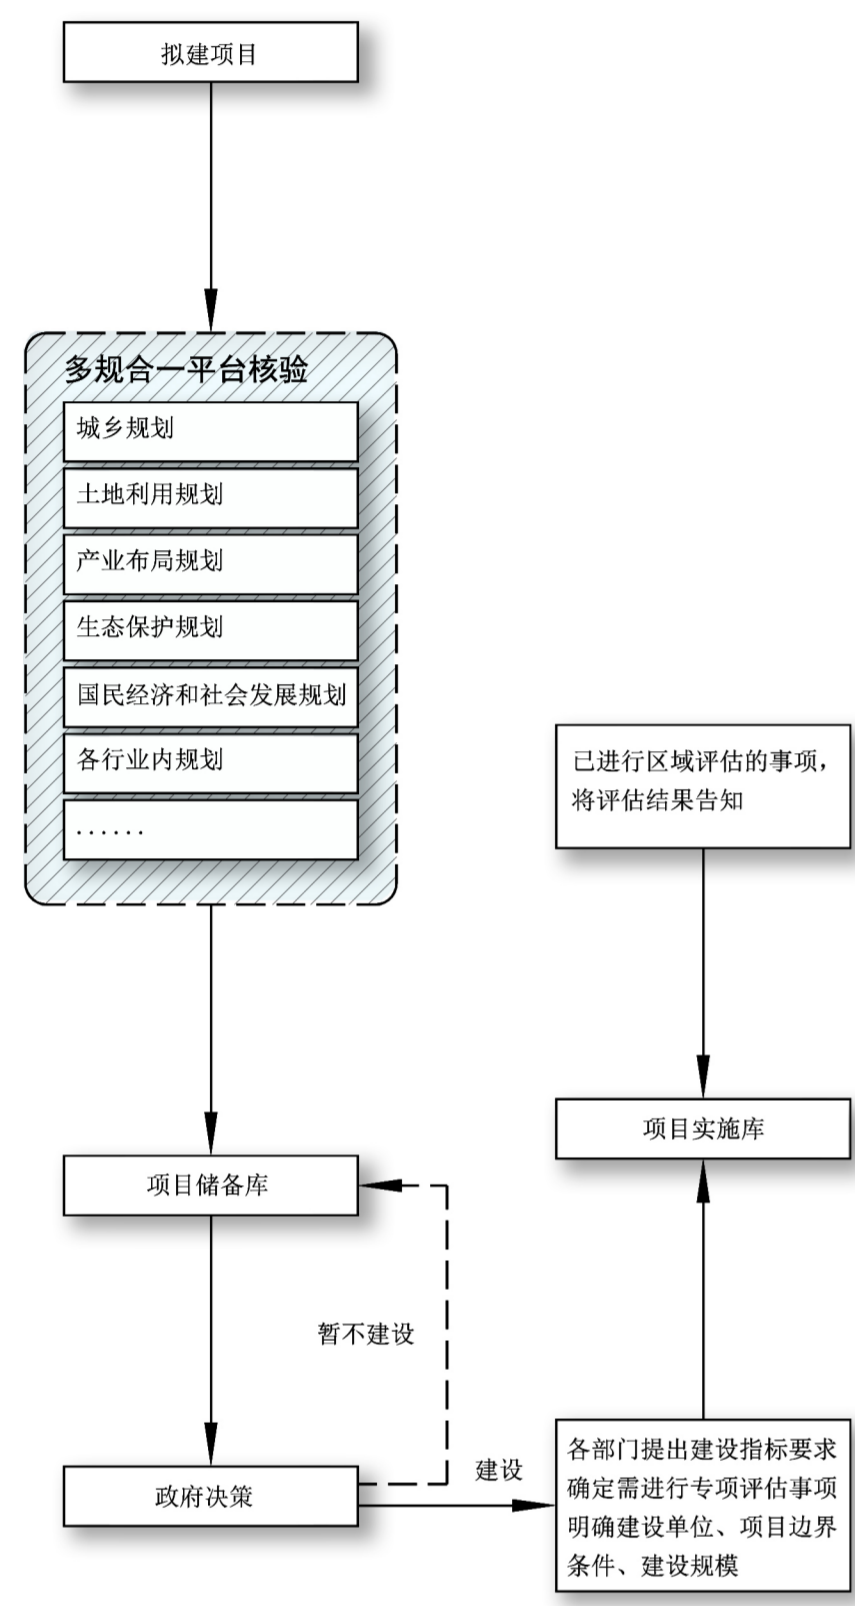 拟建项目
多规合一平台核验
城乡规划
土地利用规划
产业布局规划
生态保护规划
国民经济和社会发展规划
各行业内规划
......
项目储备库
暂不建设
政府决策
建设
已进行区域评估的事项，
将评估结果告知
项目实施库
各部门提出建设指标要求
确定需进行专项评估事项
明确建设单位、项目边界
条件、建设规模